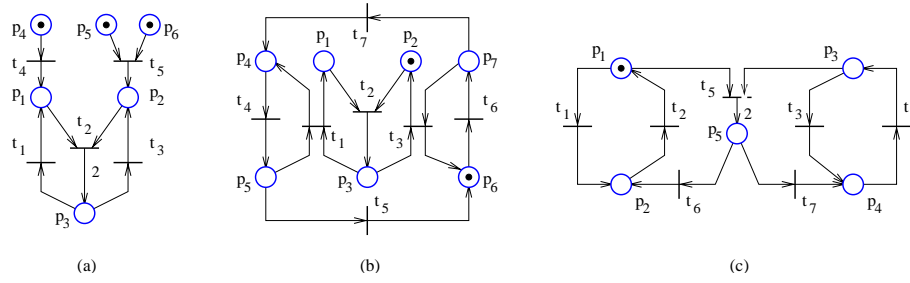 p4 p5 p6
t4 t5
p1 p2
t2
t1 t3
2
p3
(a)
t7
p4 p1 p2 p7
t2
t4 t1 t3 t6
p5 p3 p6
t5
(b)
p1 p3
t5
t1 t2 2 t3 t
p5
p2 t6 t7 p4
(c)